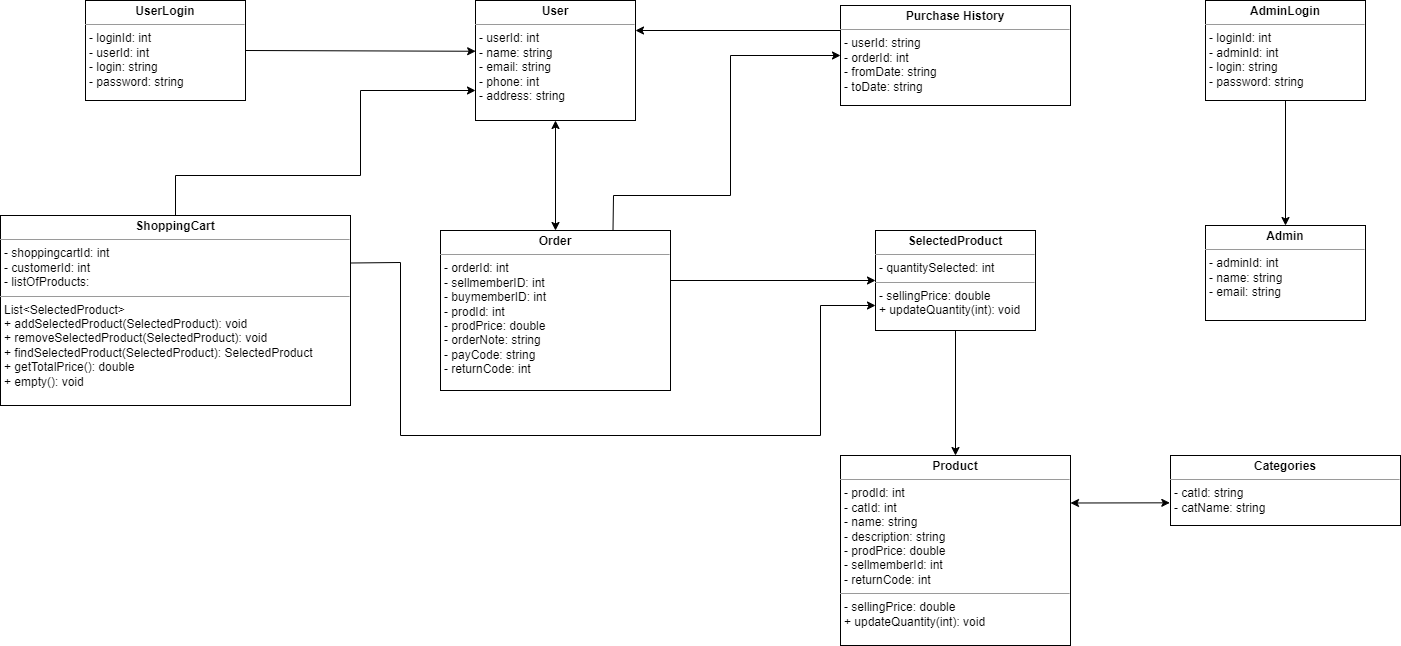 UserLogin
- loginId: int
- userId: int
- login: string
- password: string
User
- userId: int
- name: string
- email: string
- phone: int
- address: string
Purchase History
- userId: string
- orderId: int
- fromDate: string
- toDate: string
AdminLogin
- loginId: int
- adminId: int
- login: string
- password: string
ShoppingCart
- shoppingcartId: int
- customerId: int
- listOfProducts:
List<SelectedProduct>
+ addSelectedProduct(SelectedProduct): void
+ removeSelectedProduct(SelectedProduct): void
+ findSelectedProduct(SelectedProduct): SelectedProduct
+ getTotalPrice(): double
+ empty(): void
Order
- orderId: int
- sellmemberID: int
- buymemberID: int
- prodId: int
- prodPrice: double
- orderNote: string
- payCode: string
- returnCode: int
SelectedProduct
- quantitySelected: int
- sellingPrice: double
+ updateQuantity(int): void
Admin
- adminId: int
- name: string
- email: string
Product
- prodId: int
- catId: int
- name: string
- description: string
- prodPrice: double
- sellmemberId: int
- returnCode: int
- sellingPrice: double
+ updateQuantity(int): void
Categories
- catId: string
- catName: string